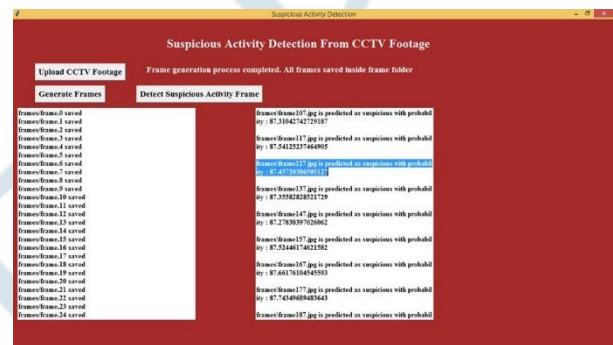 Suspicious Activity Detection
Suspicious Activity Detection From CCTV Footage
Upload CCTV Footage
Frame generation process completed. All frames saved inside frame folder
Generate Frames
Detect Suspicious Activity Frame
frames/frame.0 saved
frames/frame.1 saved
frames/frame.2 saved
frames/frame.3 saved
frames/frame.4 saved
frames/frame.5 saved
frames/frame.6 saved
frames/frame.7 saved
frames/frame.8 saved
frames/frame.9 saved
frames/frame.10 saved
frames/frame.11 saved
frames/frame.12 saved
frames/frame.13 saved
frames/frame.14 saved
frames/frame.15 saved
frames/frame.16 saved
frames/frame.17 saved
frames/frame.18 saved
frames/frame.19 saved
frames/frame.20 saved
frames/frame.21 saved
frames/frame.22 saved
frames/frame.23 saved
frames/frame.24 saved
frames\frame107.jpg is predicted as suspicious with probabil
ity : 87.31042742729187
frames\frame117.jpg is predicted as suspicious with probabil
ity : 87.54125237464905
frames\frame127.jpg is predicted as suspicious with probabil
ity : 87.45720386505127
frames\frame137.jpg is predicted as suspicious with probabil
ity : 87.35582828521729
frames\frame147.jpg is predicted as suspicious with probabil
ity : 87.27838397026062
frames\frame157.jpg is predicted as suspicious with probabil
ity : 87.52446174621582
frames\frame167.jpg is predicted as suspicious with probabil
ity : 87.66176104545593
frames\frame177.jpg is predicted as suspicious with probabil
ity : 87.74349689483643
frames\frame187.jpg is predicted as suspicious with probabil